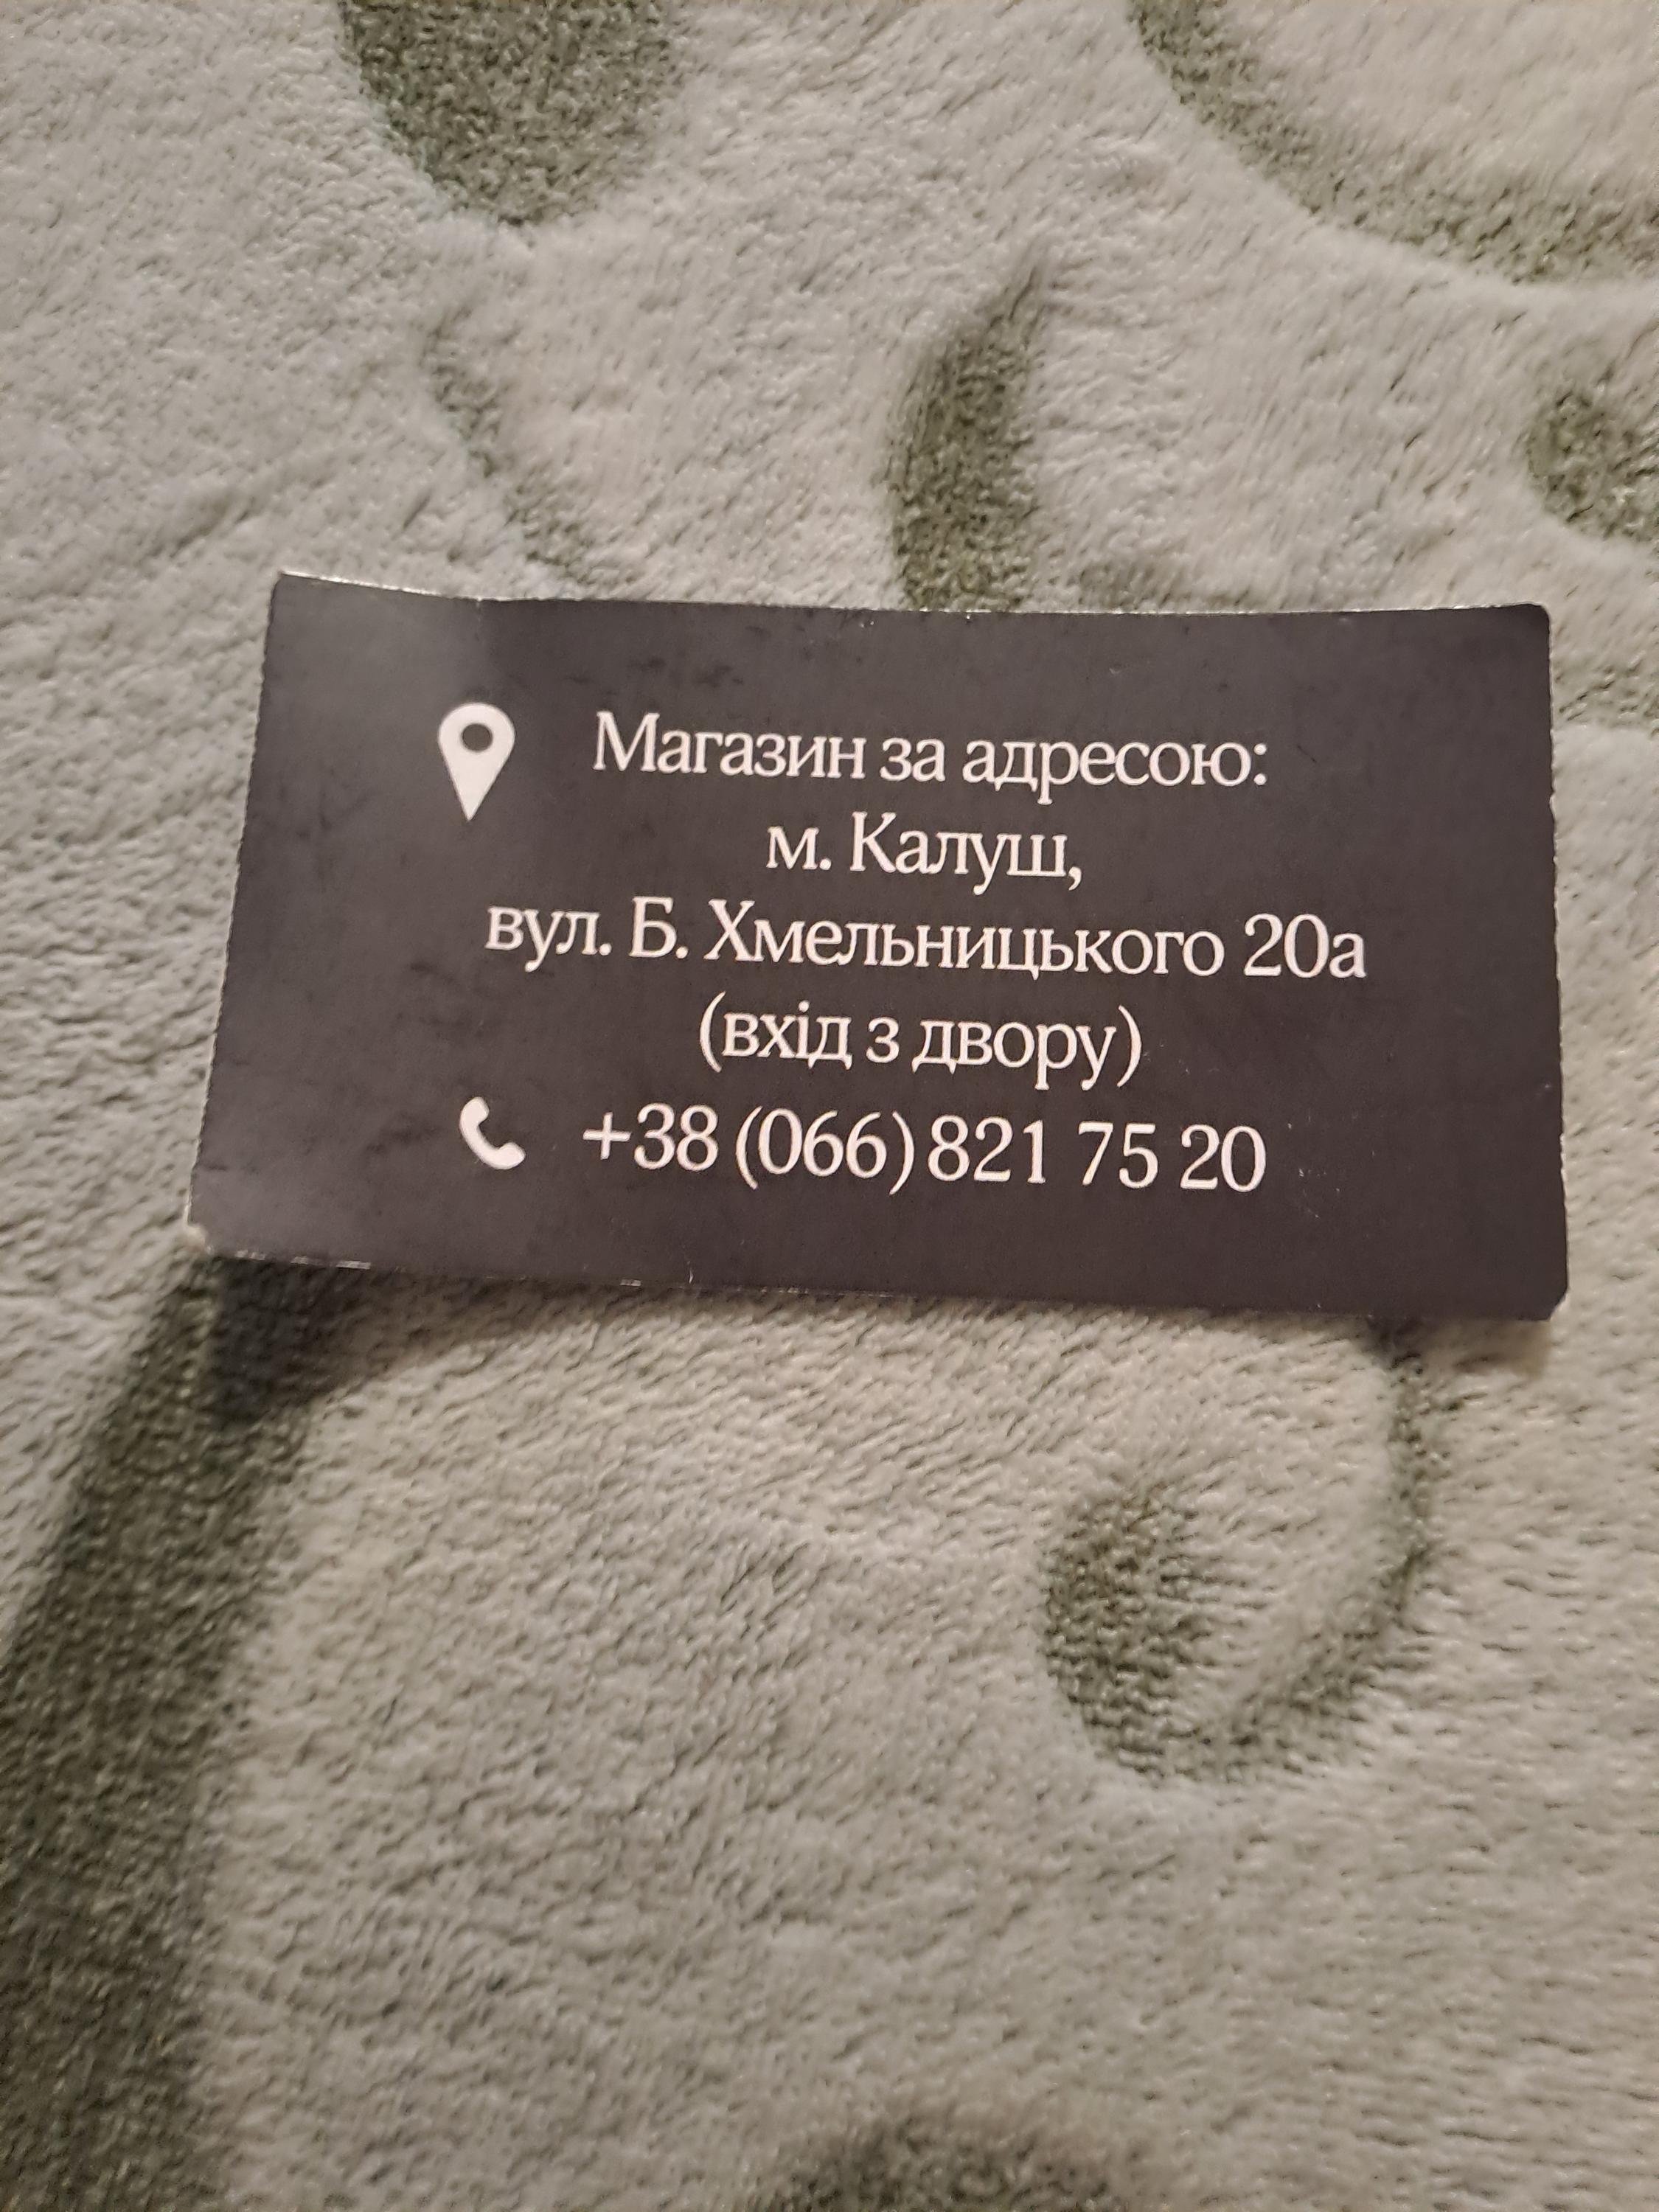 Магазин за адресою:
м. Калуш,
вул. Б. Хмельницького 20а
(вхід з двору)
+38 (066) 821 75 20